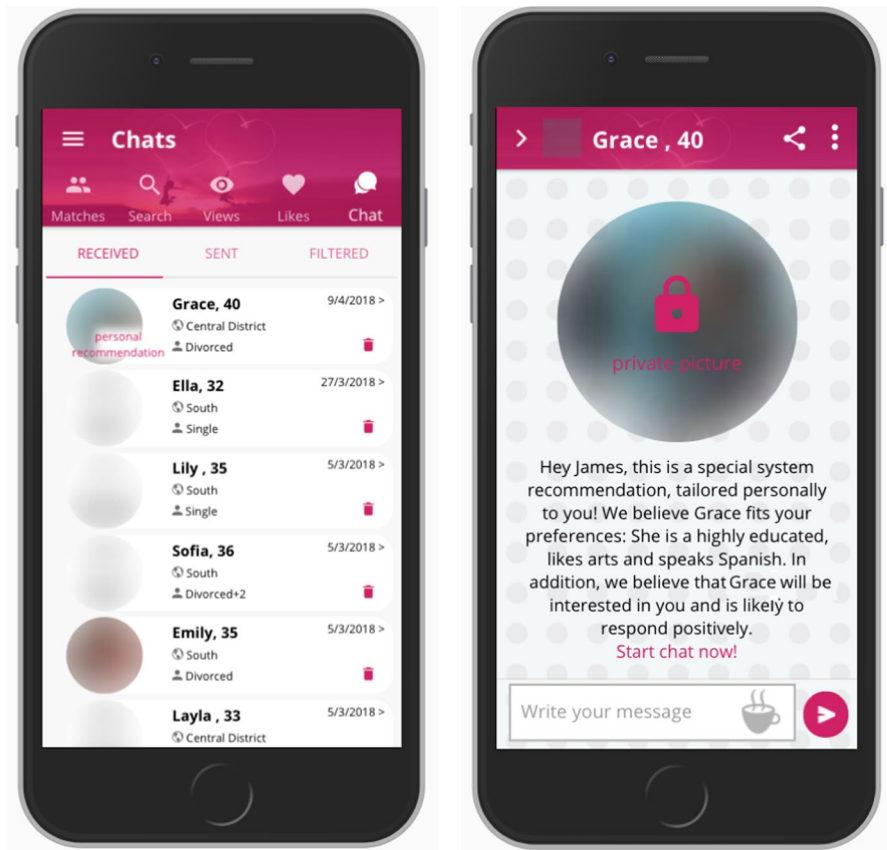 Chats
Matches Search Views Likes Chat
RECEIVED SENT FILTERED
Grace, 40 9/4/2018 >
Central District
Divorced
personal
recommendation
Ella, 32 27/3/2018 >
South
Single
Lily , 35 5/3/2018 >
South
Single
Sofia, 36 5/3/2018 >
South
Divorced+2
Emily, 35 5/3/2018 >
South
Divorced
Layla , 33 5/3/2018 >
Central District
Grace , 40
private picture
Hey James, this is a special system
recommendation, tailored personally
to you! We believe Grace fits your
preferences: She is a highly educated,
likes arts and speaks Spanish. In
addition, we believe that Grace will be
interested in you and is likely to
respond positively.
Start chat now!
Write your message